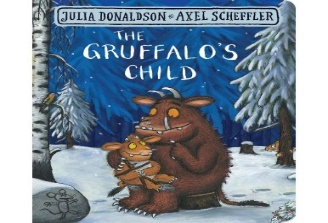 JULIA DONALDSON · AXEL SCHEFFLER
THE
GRUFFALO'S
CHILD